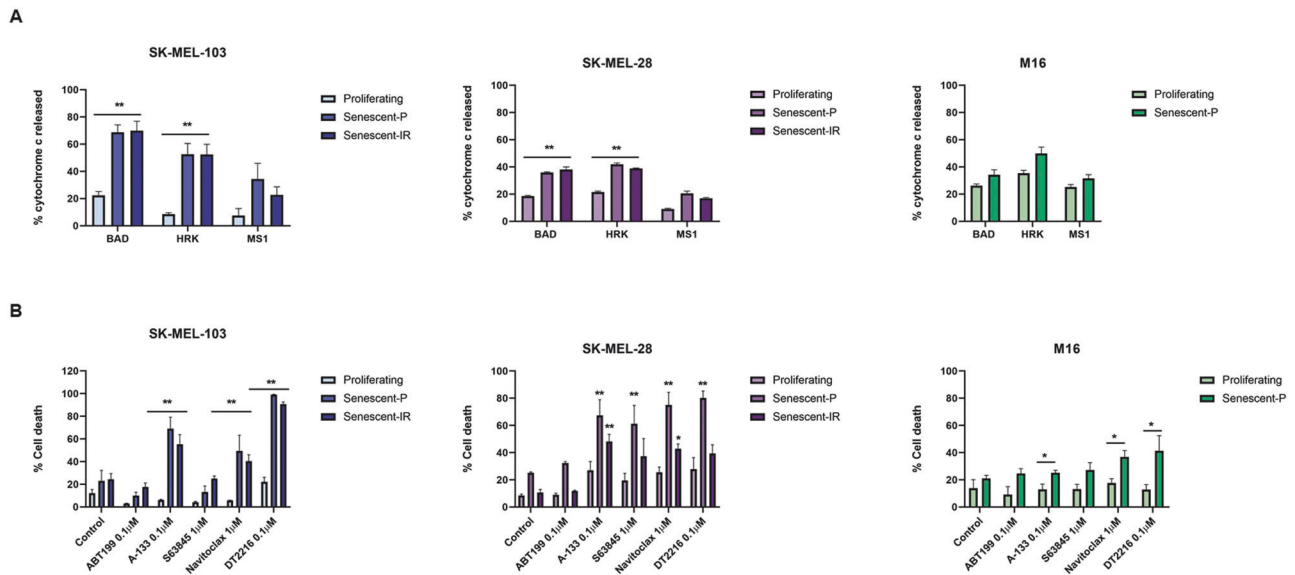 A
SK-MEL-103
% cytochrome c released
100
80
60
40
20
0
**
**
BAD HRK MS1
Proliferating
Senescent-P
Senescent-IR
SK-MEL-28
% cytochrome c released
100
80
60
40
20
0
**
**
BAD HRK MS1
Proliferating
Senescent-P
Senescent-IR
M16
% cytochrome c released
100
80
60
40
20
0
BAD HRK MS1
Proliferating
Senescent-P
B
SK-MEL-103
% Cell death
120
100
80
60
40
20
0
**
**
**
Control
ABT199 0.1µM
A-133 0.1µM
S63845 1µM
Navitoclax 1µM
DT2216 0.1µM
Proliferating
Senescent-P
Senescent-IR
SK-MEL-28
% Cell death
100
80
60
40
20
0
**
**
**
**
**
*
Control
ABT199 0.1µM
A-133 0.1µM
S63845 1µM
Navitoclax 1µM
DT2216 0.1µM
Proliferating
Senescent-P
Senescent-IR
M16
% Cell death
100
80
60
40
20
0
*
*
*
Control
ABT199 0.1µM
A-133 0.1µM
S63845 1µM
Navitoclax 1µM
DT2216 0.1µM
Proliferating
Senescent-P